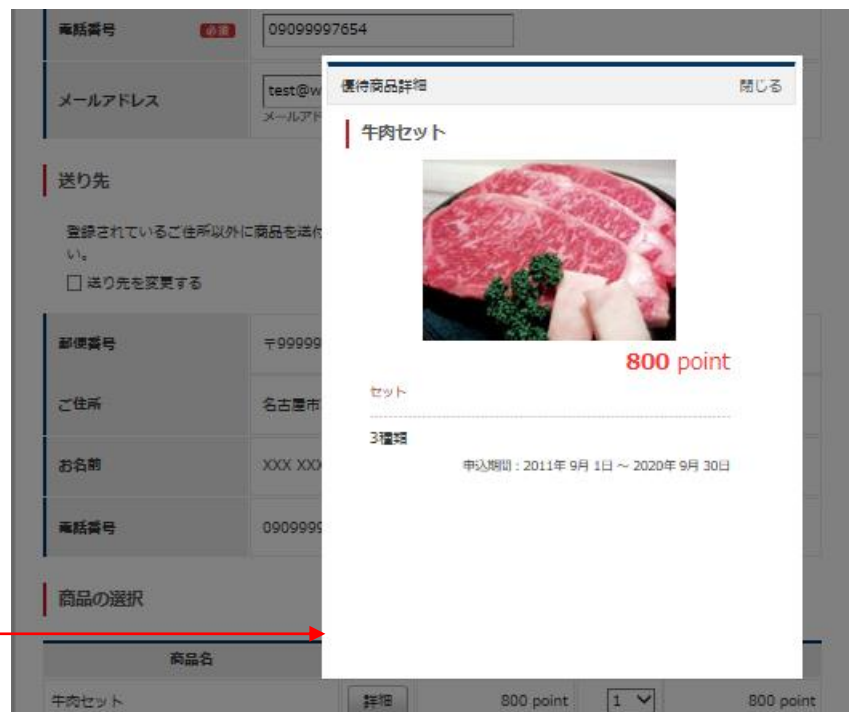 電話番号 必須 09099997654
メールアドレス test@w
メールアド
送り先
登録されているご住所以外に商品を送付
い。
送り先を変更する
郵便番号 〒99999
ご住所 名古屋市
お名前 XXX XXX
電話番号 0909999
商品の選択
商品名
牛肉セット 詳細 800 point 1 800 point
優待商品詳細 閉じる
牛肉セット
800 point
セット
3種類
申込期間 : 2011年 9月 1日 ~ 2020年 9月 30日